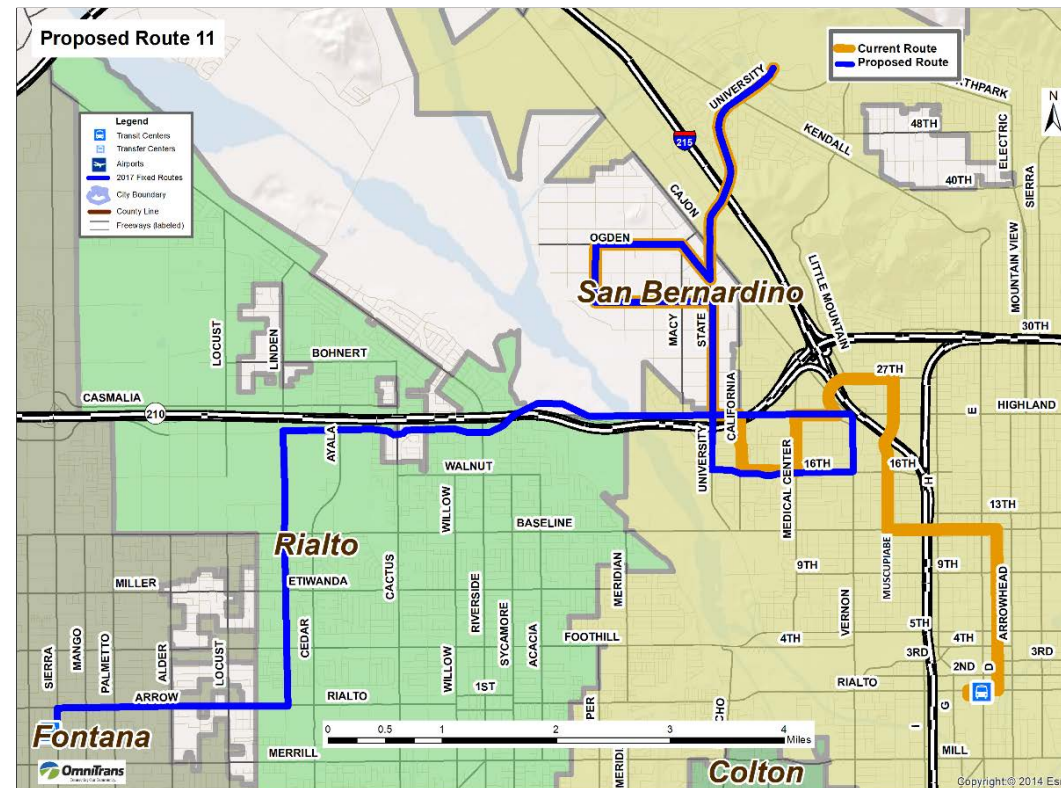 Proposed Route 11
Current Route
Proposed Route
Legend
Transit Centers
Transfer Centers
Airports
2017 Fixed Routes
City Boundary
County Line
Freeways (labeled)
N
UNIVERSITY
THPARK
48TH
ELECTRIC
KENDALL
40TH
SIERRA
215
CAJON
MOUNTAIN VIEW
OGDEN
LITTLE MOUNTAIN
San Bernardino
MACY
STATE
30TH
LOCUST
LINDEN
BOHNERT
CALIFORNIA
27TH
E
HIGHLAND
CASMALIA
210
AYALA
WALNUT
UNIVERSITY
MEDICAL CENTER
16TH
16TH
H
WILLOW
BASELINE
13TH
Rialto
MUSCUPIABE
MILLER
ETIWANDA
CACTUS
MERIDIAN
9TH
9TH
ARROWHEAD
SIERRA
MANGO
PALMETTO
ALDER
LOCUST
CEDAR
WILLOW
RIVERSIDE
SYCAMORE
ACACIA
FOOTHILL
VERNON
4TH
5TH
4TH
3RD
3RD
2ND
D
ARROW
RIALTO
1ST
RIALTO
PER
CHO
I
G
Fontana
MERRILL
0
0.5
1
2
3
4
Miles
MERIDI
MILL
OmniTrans
Colton
Copyright:© 2014 Esr